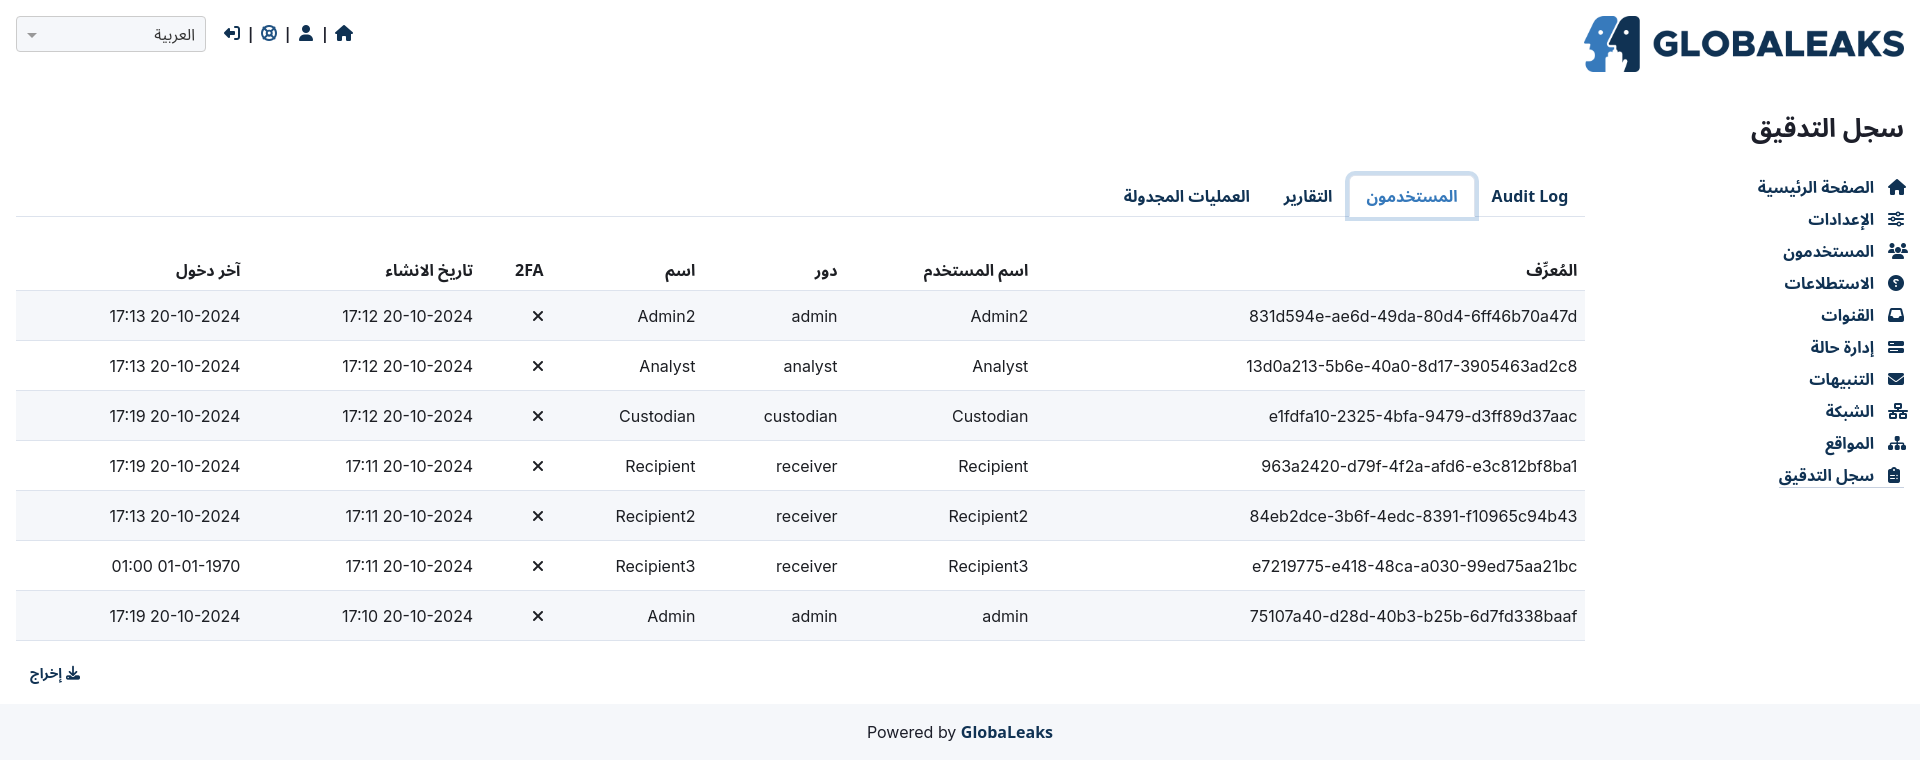 GLOBALEAKS
العربية
سجل التدقيق
الصفحة الرئيسية
الإعدادات
المستخدمون
الاستطلاعات
القنوات
إدارة حالة
التنبيهات
الشبكة
المواقع
سجل التدقيق
Audit Log المستخدمون التقارير العمليات المجدولة
المُعرِّف اسم المستخدم دور اسم 2FA تاريخ الانشاء آخر دخول
831d594e-ae6d-49da-80d4-6ff46b70a47d Admin2 admin Admin2 17:12 20-10-2024 17:13 20-10-2024
13d0a213-5b6e-40a0-8d17-3905463ad2c8 Analyst analyst Analyst 17:12 20-10-2024 17:13 20-10-2024
e1fdfa10-2325-4bfa-9479-d3ff89d37aac Custodian custodian Custodian 17:12 20-10-2024 17:19 20-10-2024
963a2420-d79f-4f2a-afd6-e3c812bf8ba1 Recipient receiver Recipient 17:11 20-10-2024 17:19 20-10-2024
84eb2dce-3b6f-4edc-8391-f10965c94b43 Recipient2 receiver Recipient2 17:11 20-10-2024 17:13 20-10-2024
e7219775-e418-48ca-a030-99ed75aa21bc Recipient3 receiver Recipient3 17:11 20-10-2024 01:00 01-01-1970
75107a40-d28d-40b3-b25b-6d7fd338baaf admin admin Admin 17:10 20-10-2024 17:19 20-10-2024
إخراج
Powered by GlobaLeaks